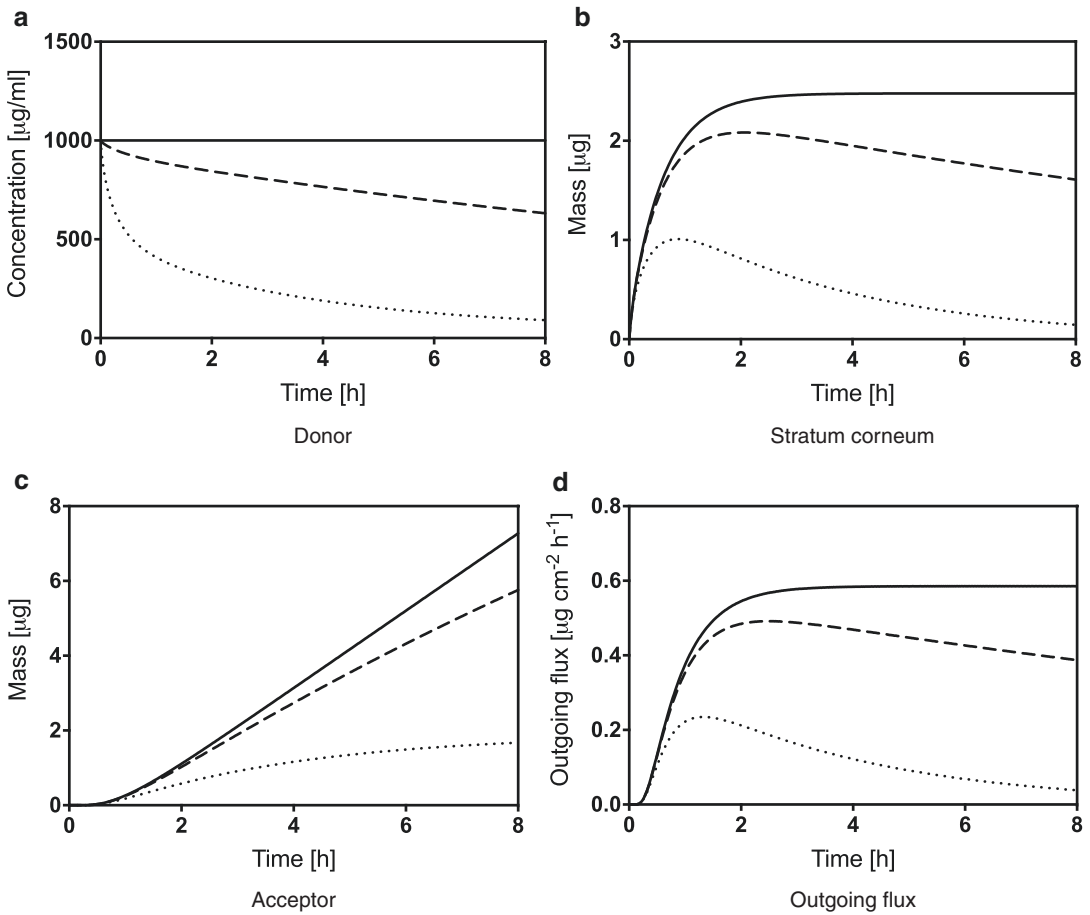 a
1500
1000
500
0
Concentration [µg/ml]
0 2 4 6 8
Time [h]
Donor
b
3
2
1
0
Mass [µg]
0 2 4 6 8
Time [h]
Stratum corneum
c
8
6
4
2
0
Mass [µg]
0 2 4 6 8
Time [h]
Acceptor
d
0.8
0.6
0.4
0.2
0.0
Outgoing flux [µg cm⁻² h⁻¹]
0 2 4 6 8
Time [h]
Outgoing flux